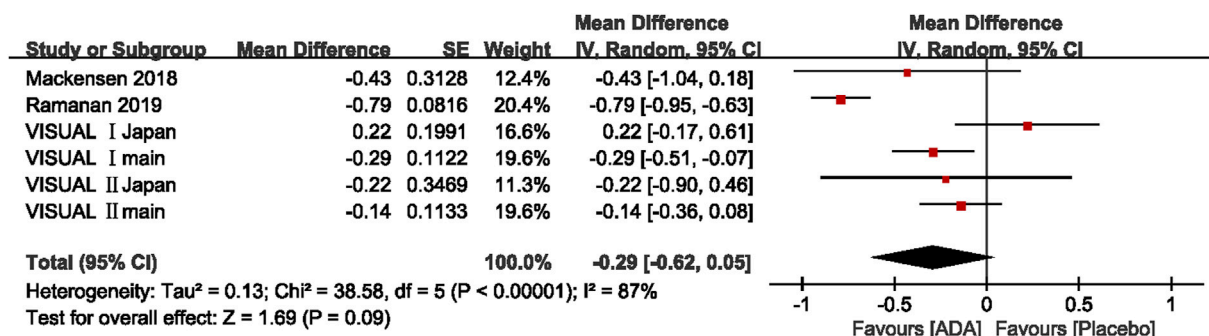 Mean Difference Mean Difference
Study or Subgroup Mean Difference SE Weight IV, Random, 95% CI IV, Random, 95% CI
Mackensen 2018 -0.43 0.3128 12.4% -0.43 [-1.04, 0.18]
Ramanan 2019 -0.79 0.0816 20.4% -0.79 [-0.95, -0.63]
VISUAL Ⅰ Japan 0.22 0.1991 16.6% 0.22 [-0.17, 0.61]
VISUAL Ⅰ main -0.29 0.1122 19.6% -0.29 [-0.51, -0.07]
VISUAL Ⅱ Japan -0.22 0.3469 11.3% -0.22 [-0.90, 0.46]
VISUAL Ⅱ main -0.14 0.1133 19.6% -0.14 [-0.36, 0.08]
Total (95% CI) 100.0% -0.29 [-0.62, 0.05]
Heterogeneity: Tau² = 0.13; Chi² = 38.58, df = 5 (P < 0.00001); I² = 87%
Test for overall effect: Z = 1.69 (P = 0.09)
-1 -0.5 0 0.5 1
Favours [ADA] Favours [Placebo]